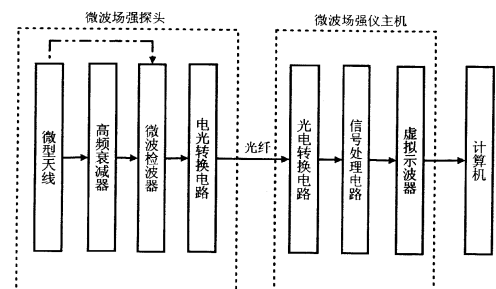 微波场强探头
微波场强仪主机
微型天线
高频衰减器
微波检波器
电光转换电路
光纤
光电转换电路
信号处理电路
虚拟示波器
计算机